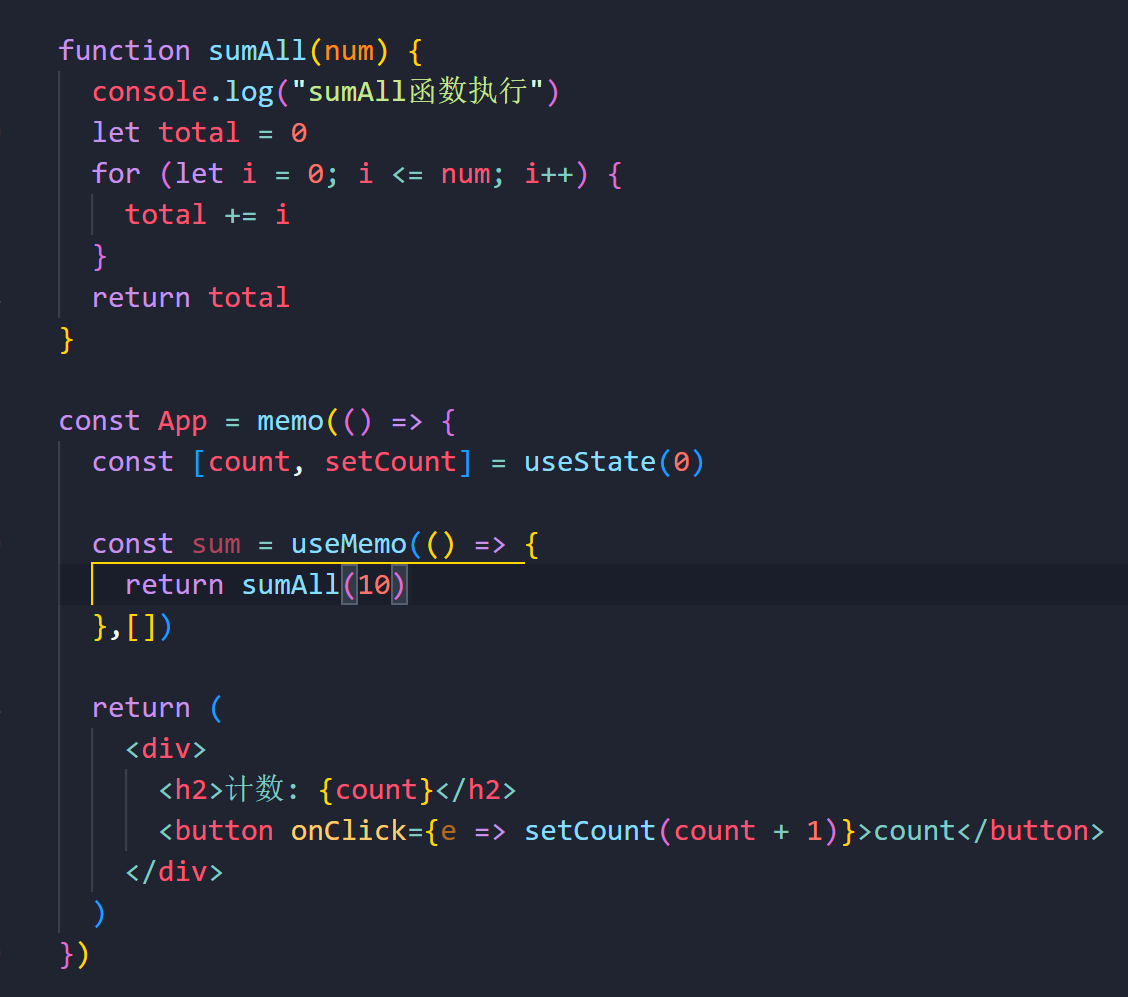 function sumAll(num) {
console.log("sumAll函数执行")
let total = 0
for (let i = 0; i <= num; i++) {
total += i
}
return total
}
const App = memo(() => {
const [count, setCount] = useState(0)
const sum = useMemo(() => {
return sumAll(10)
},[])
return (
<div>
<h2>计数: {count}</h2>
<button onClick={e => setCount(count + 1)}>count</button>
</div>
)
})